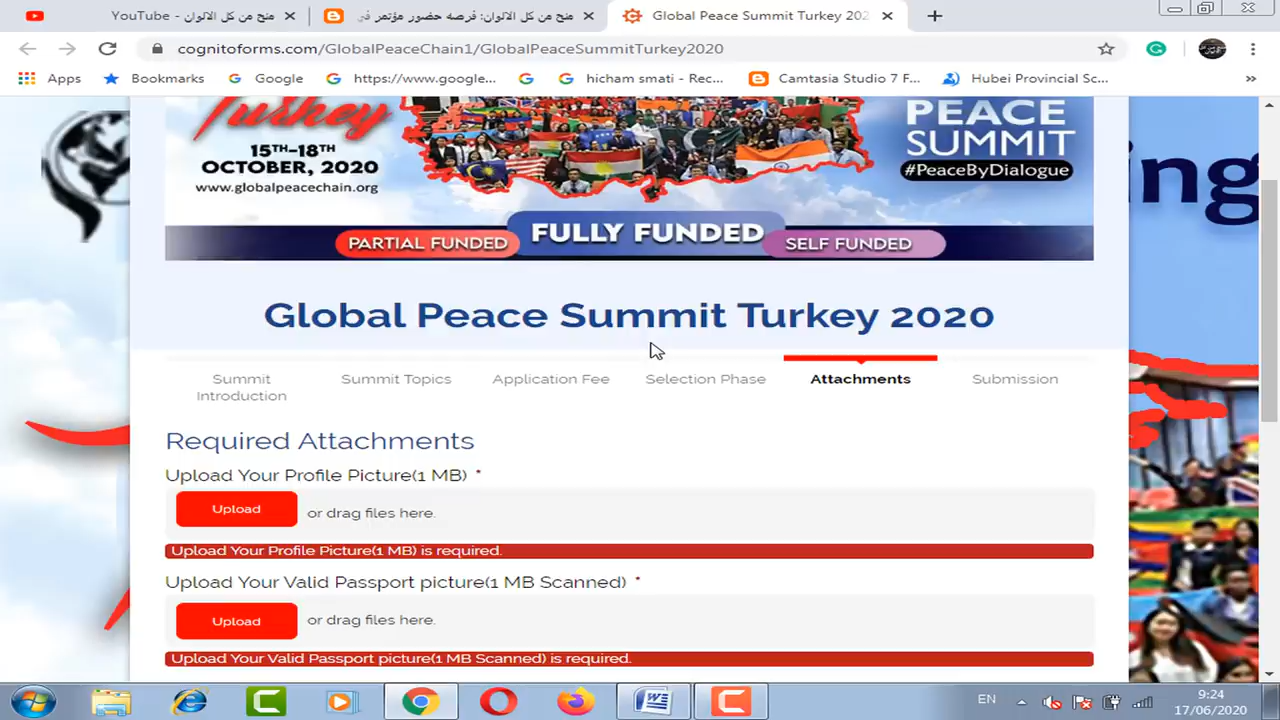 منح من كل الالوان - YouTube
منح من كل الالوان: فرصه حضور مؤتمر في
Global Peace Summit Turkey 202
cognitoforms.com/GlobalPeaceChain1/GlobalPeaceSummitTurkey2020
Apps
Bookmarks
Google
https://www.google...
hicham smati - Rec...
Camtasia Studio 7 F...
Hubei Provincial Sc...
»
Turkey
15TH-18TH
OCTOBER, 2020
www.globalpeacechain.org
PEACE
SUMMIT
#PeaceByDialogue
PARTIAL FUNDED
FULLY FUNDED
SELF FUNDED
ing
Global Peace Summit Turkey 2020
Summit
Introduction
Summit Topics
Application Fee
Selection Phase
Attachments
Submission
Required Attachments
Upload Your Profile Picture(1 MB) *
Upload
or drag files here.
Upload Your Profile Picture(1 MB) is required.
Upload Your Valid Passport picture(1 MB Scanned) *
Upload
or drag files here.
Upload Your Valid Passport picture(1 MB Scanned) is required.
EN
9:24
17/06/2020